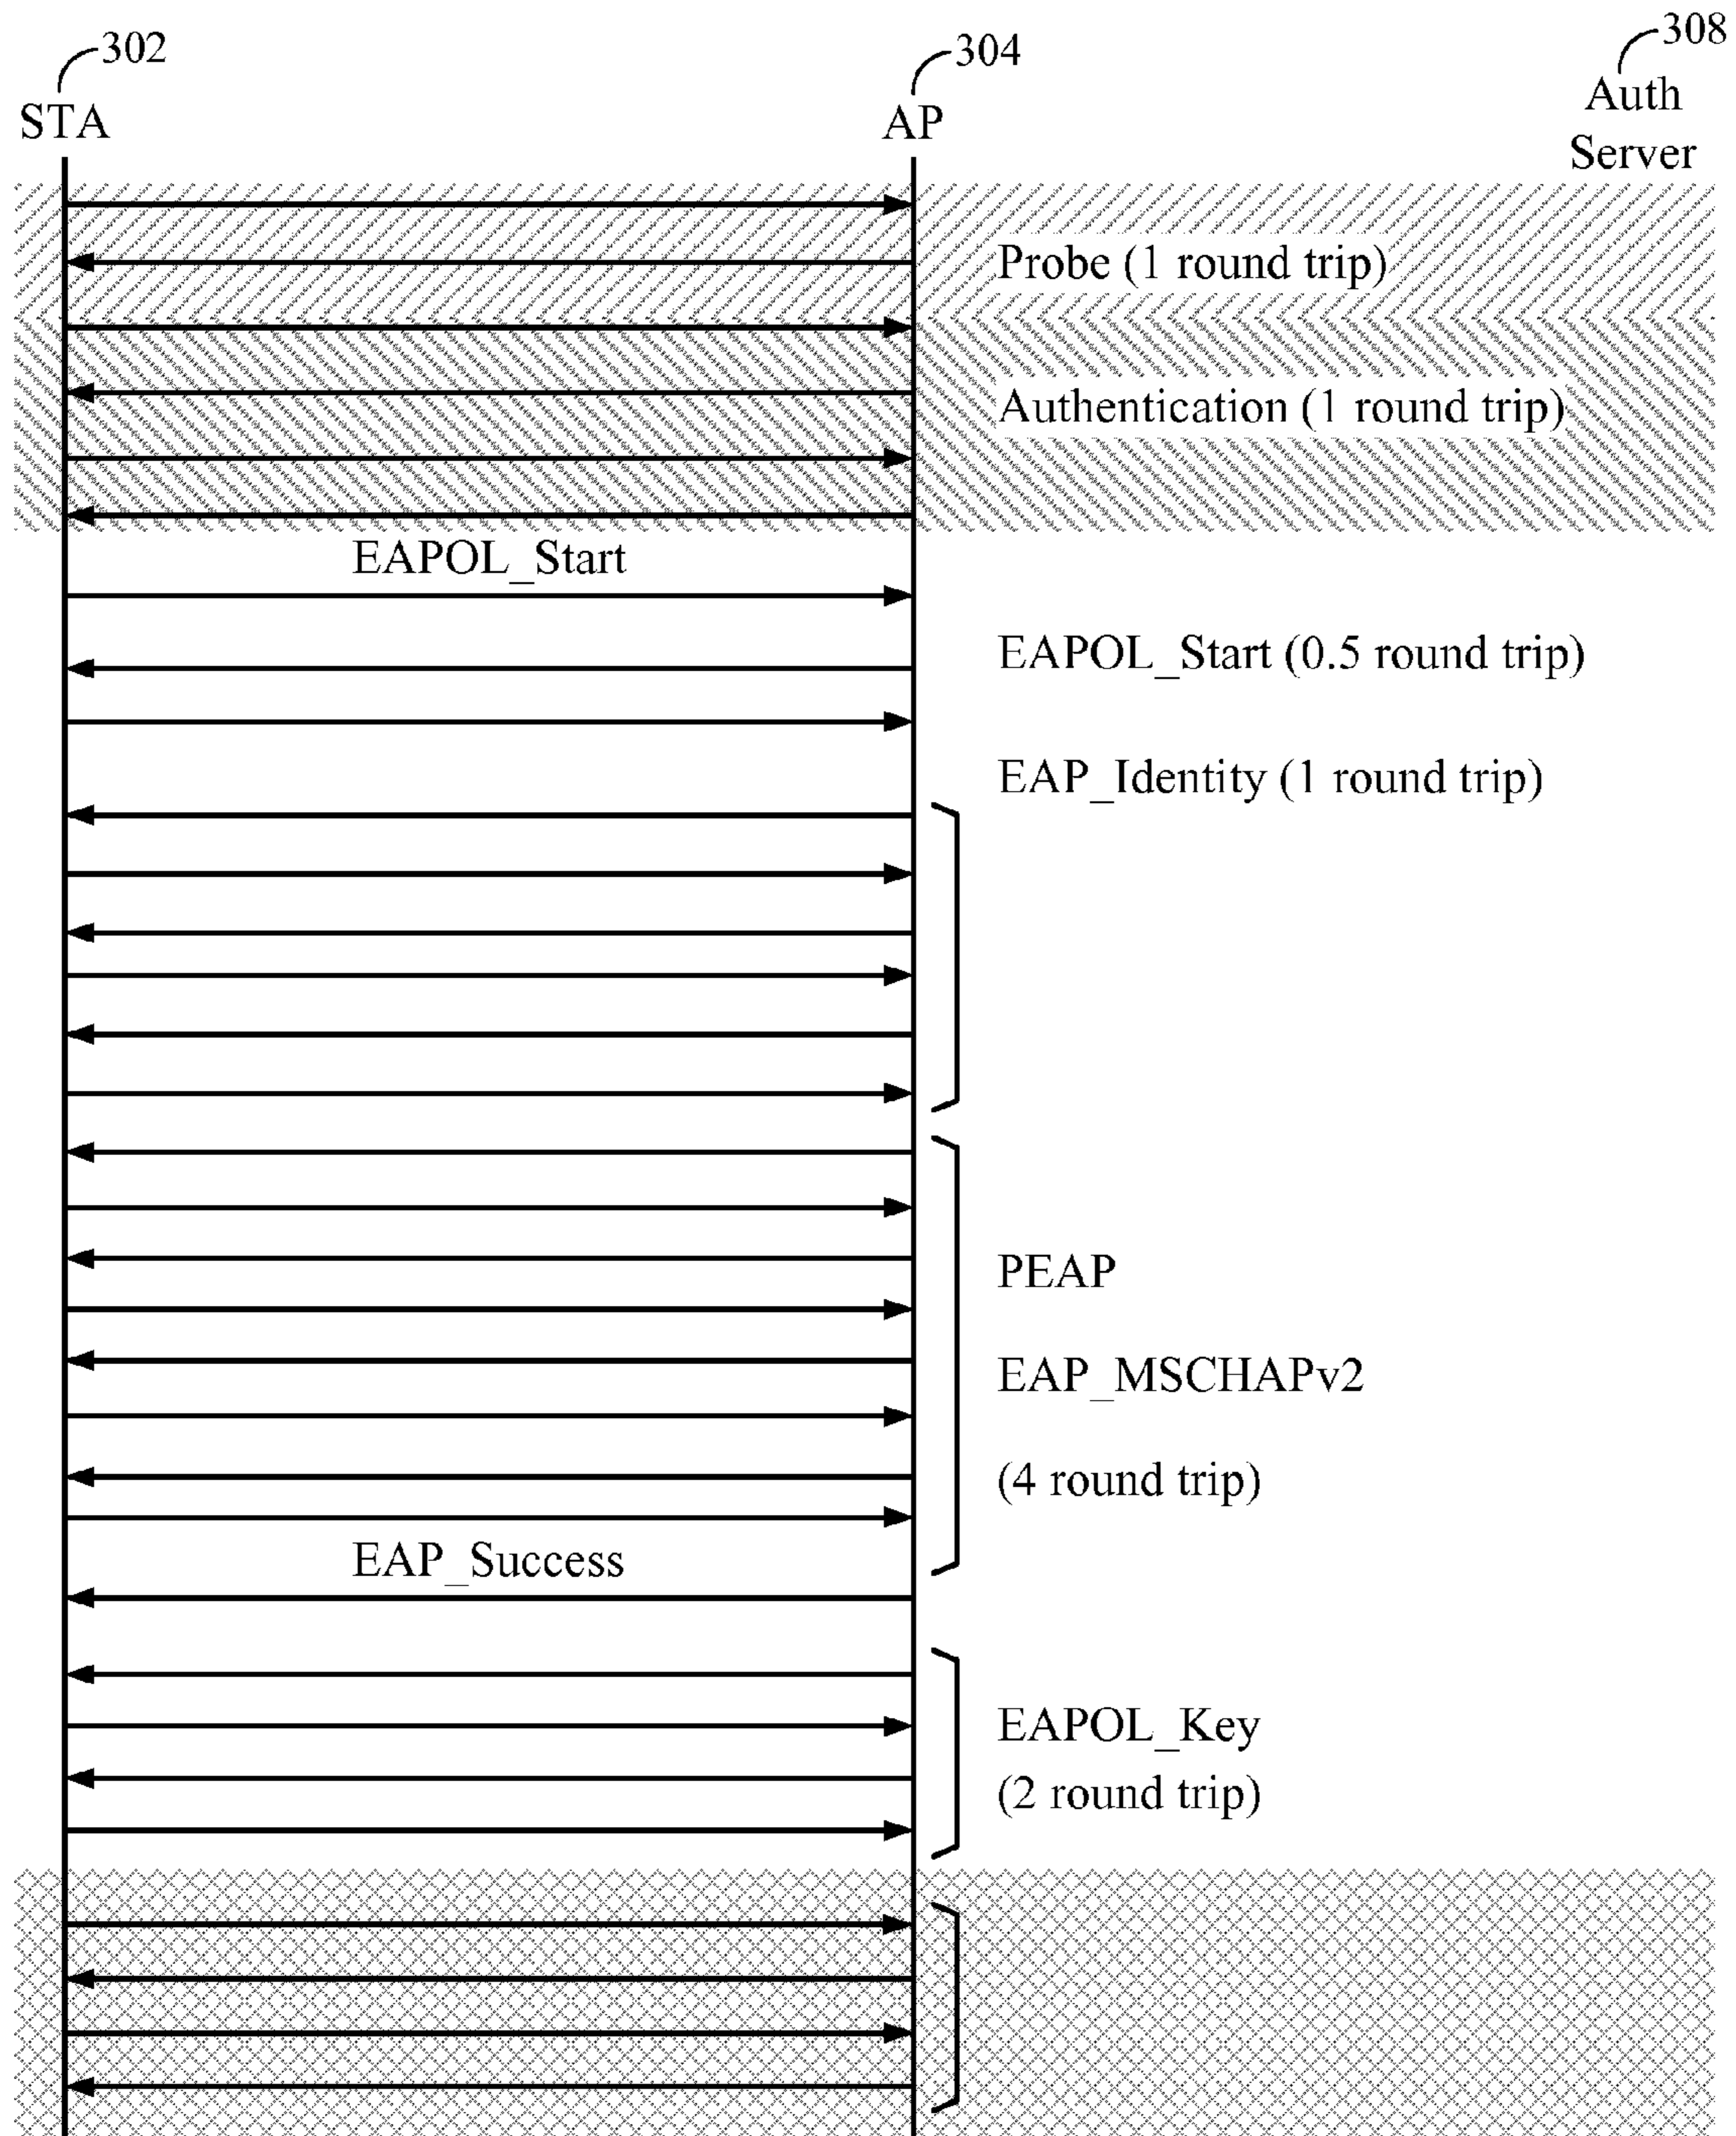 302
304
308
STA
AP
Auth
Server
Probe (1 round trip)
Authentication (1 round trip)
EAPOL_Start
EAPOL_Start (0.5 round trip)
EAP_Identity (1 round trip)
PEAP
EAP_MSCHAPv2
(4 round trip)
EAP_Success
EAPOL_Key
(2 round trip)